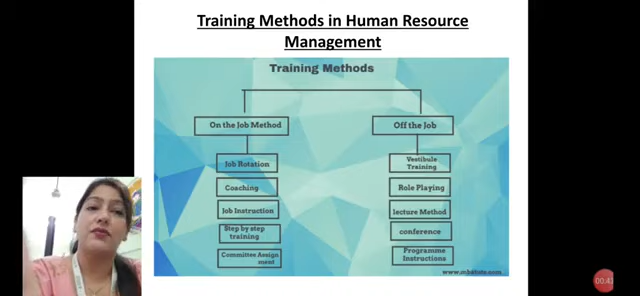 Training Methods in Human Resource
Management
Training Methods
On the Job Method
Off the Job
Job Rotation
Vestibule
Training
Coaching
Role Playing
Job Instruction
lecture Method
Step by step
training
conference
Committee Assign
ment
Programme
Instructions
www.mbatuts.com
00:43